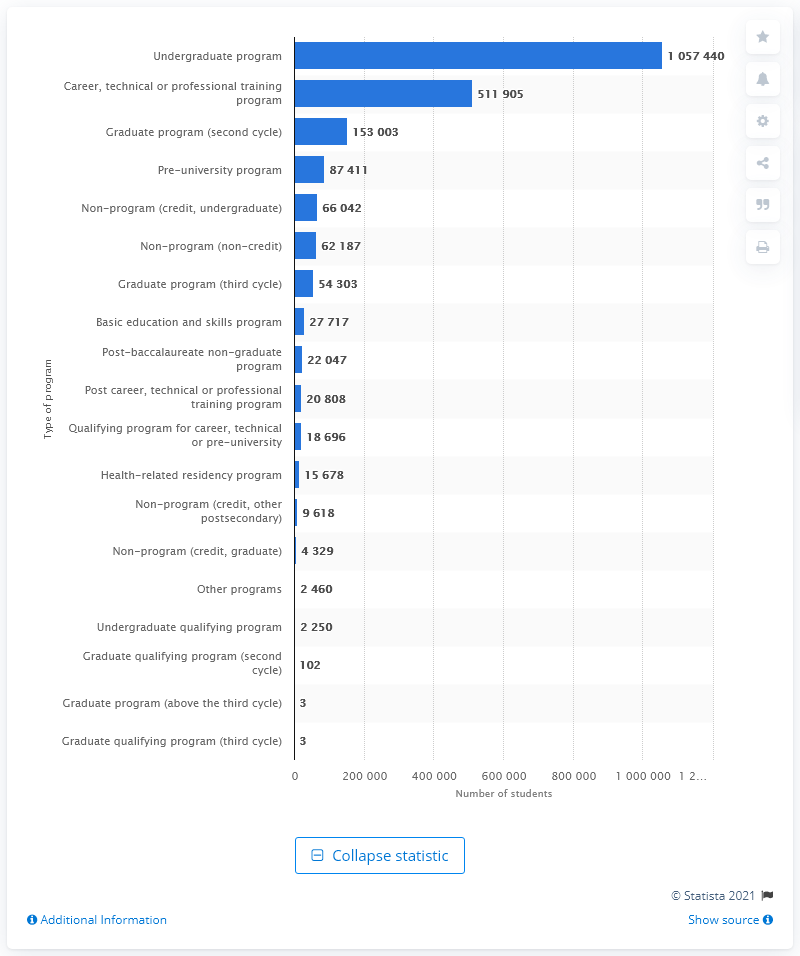 Undergraduate program
1 057 440
Career, technical or professional training
program
511 905
Graduate program (second cycle)
153 003
Pre-university program
87 411
Non-program (credit, undergraduate)
66 042
Non-program (non-credit)
62 187
Graduate program (third cycle)
54 303
Basic education and skills program
27 717
Post-baccalaureate non-graduate
program
22 047
Post career, technical or professional
training program
20 808
Qualifying program for career, technical
or pre-university
18 696
Health-related residency program
15 678
Non-program (credit, other
postsecondary)
9 618
Non-program (credit, graduate)
4 329
Other programs
2 460
Undergraduate qualifying program
2 250
Graduate qualifying program (second
cycle)
102
Graduate program (above the third cycle)
3
Graduate qualifying program (third cycle)
3
Type of program
0 200 000 400 000 600 000 800 000 1 000 000 1 2…
Number of students
Collapse statistic
© Statista 2021
Additional Information
Show source